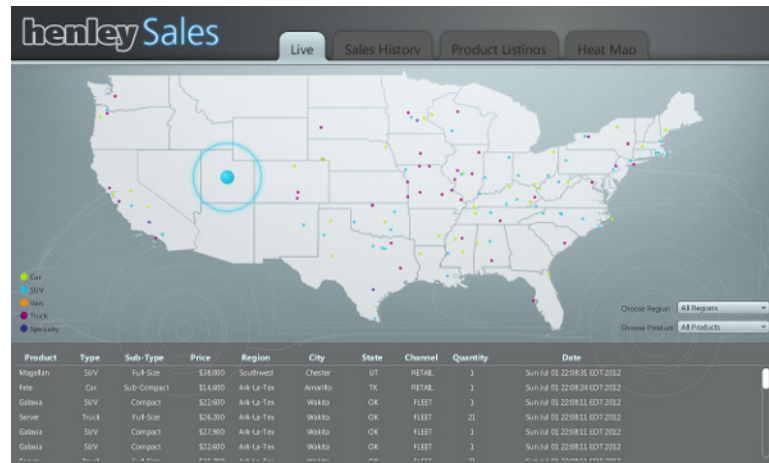 henley Sales
Live Sales History Product Listings Heat Map
Car
SUV
Van
Truck
Specialty
Choose Region All Regions
Choose Product All Products
Product Type Sub-Type Price Region City State Channel Quantity Date
Magellan SUV Full-Size $38,000 Southwest Chester UT RETAIL 1 Sun Jul 01 22:08:31 EDT 2012
Fete Car Sub-Compact $14,600 Ark-La-Tex Amarillo TX RETAIL 1 Sun Jul 01 22:08:24 EDT 2012
Galaxia SUV Compact $22,600 Ark-La-Tex Wakita OK FLEET 1 Sun Jul 01 22:08:11 EDT 2012
Server Truck Full-Size $26,200 Ark-La-Tex Wakita OK FLEET 21 Sun Jul 01 22:08:11 EDT 2012
Galaxia SUV Compact $27,900 Ark-La-Tex Wakita OK FLEET 1 Sun Jul 01 22:08:11 EDT 2012
Galaxia SUV Compact $22,600 Ark-La-Tex Wakita OK FLEET 1 Sun Jul 01 22:08:11 EDT 2012